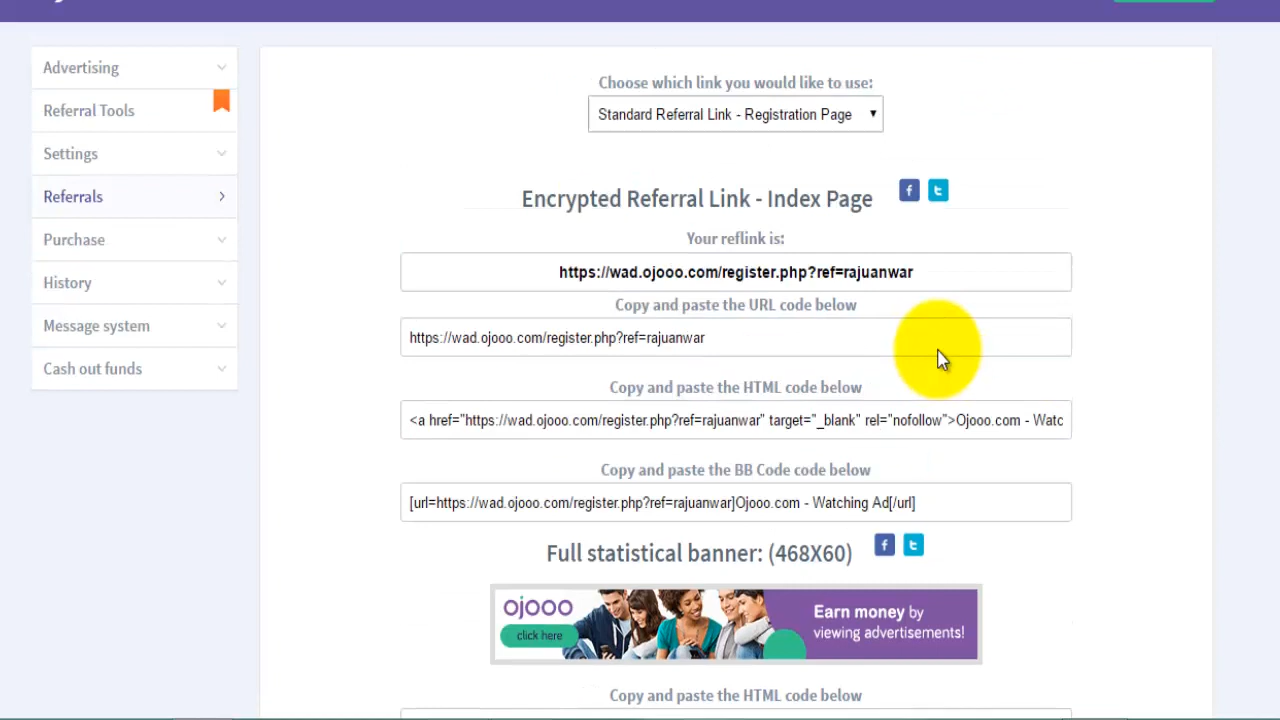 Advertising
Referral Tools
Settings
Referrals
Purchase
History
Message system
Cash out funds
Choose which link you would like to use:
Standard Referral Link - Registration Page
Encrypted Referral Link - Index Page
Your reflink is:
https://wad.ojooo.com/register.php?ref=rajuanwar
Copy and paste the URL code below
https://wad.ojooo.com/register.php?ref=rajuanwar
Copy and paste the HTML code below
<a href="https://wad.ojooo.com/register.php?ref=rajuanwar" target="_blank" rel="nofollow">Ojooo.com - Watc
Copy and paste the BB Code code below
[url=https://wad.ojooo.com/register.php?ref=rajuanwar]Ojooo.com - Watching Ad[/url]
Full statistical banner: (468X60)
ojooo
click here
Earn money by
viewing advertisements!
Copy and paste the HTML code below